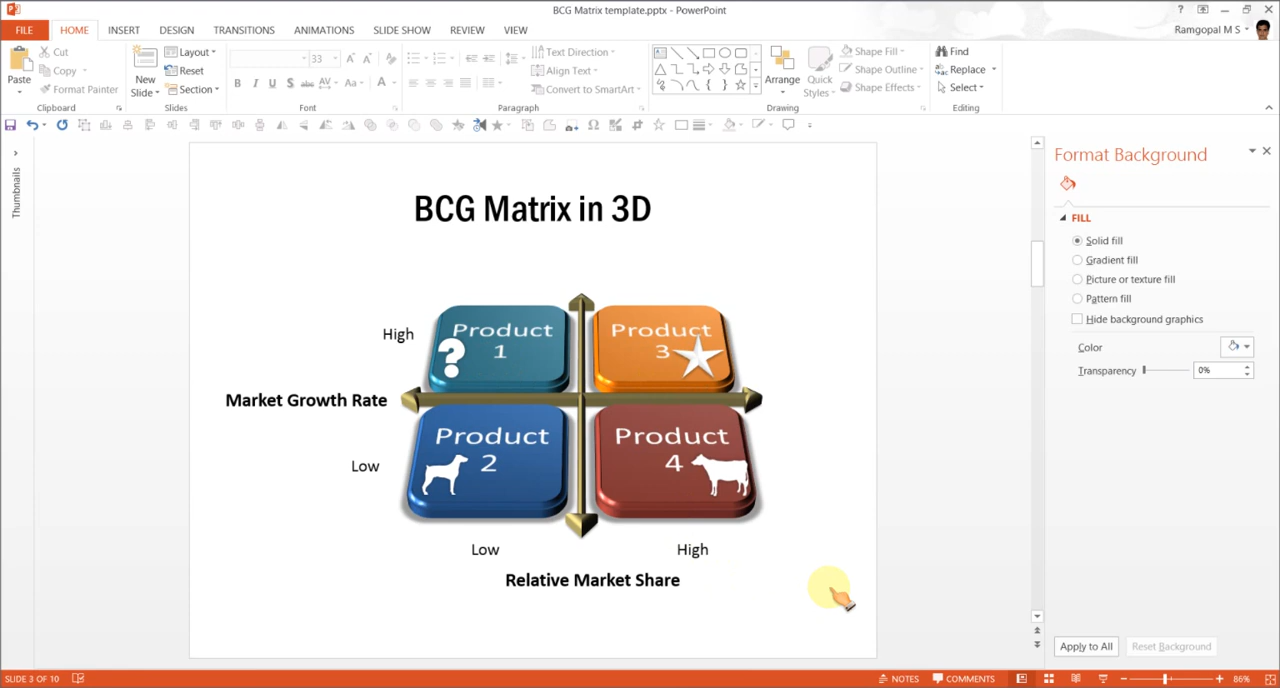 BCG Matrix template.pptx - PowerPoint
?
FILE HOME INSERT DESIGN TRANSITIONS ANIMATIONS SLIDE SHOW REVIEW VIEW
Ramgopal M S
Paste
Cut
Copy
Format Painter
Clipboard
New
Slide
Layout
Reset
Section
Slides
33
B I U S abc AV Aa A
Font
Text Direction
Align Text
Convert to SmartArt
Paragraph
Arrange
Quick
Styles
Shape Fill
Shape Outline
Shape Effects
Drawing
Find
Replace
Select
Editing
Thumbnails
BCG Matrix in 3D
High
Product
1
?
Product
3
Market Growth Rate
Low
Product
2
Product
4
Low High
Relative Market Share
Format Background
FILL
Solid fill
Gradient fill
Picture or texture fill
Pattern fill
Hide background graphics
Color
Transparency 0%
Apply to All Reset Background
SLIDE 3 OF 10
NOTES COMMENTS 86%